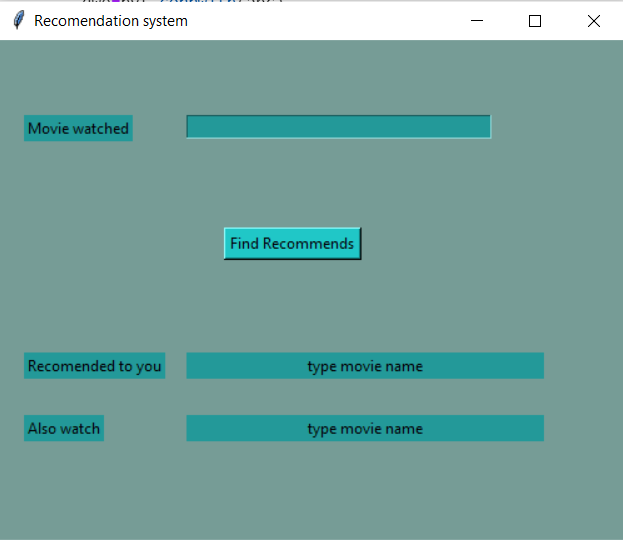 Recomendation system
Movie watched
Find Recommends
Recomended to you
type movie name
Also watch
type movie name